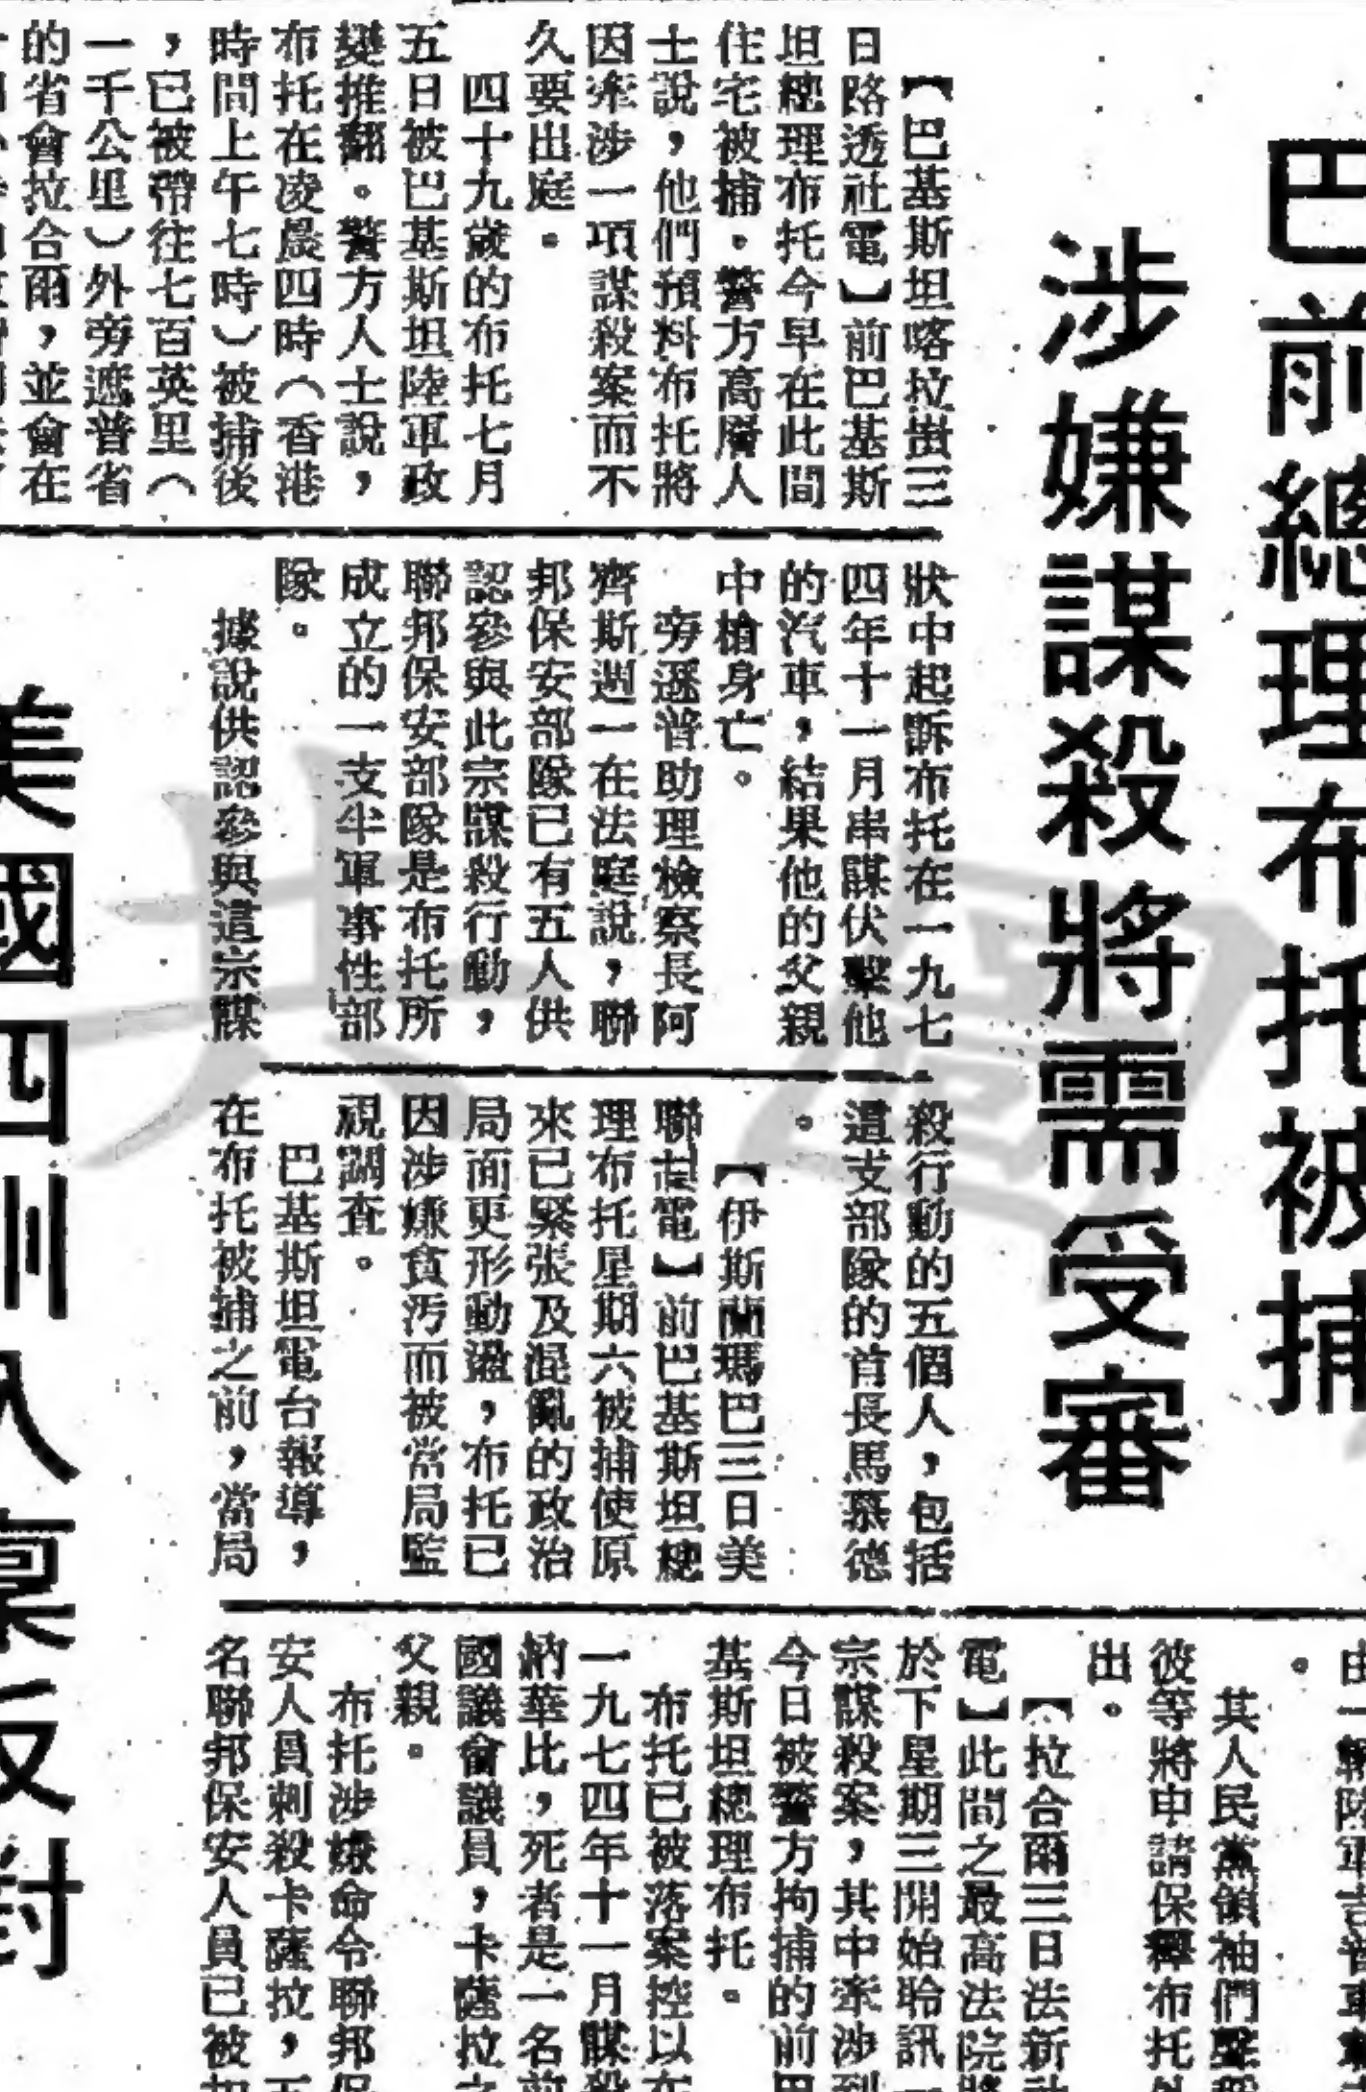 巴前總理布托被捕
涉嫌謀殺將需受審
【巴基斯坦喀拉蚩三
日路透社電】前巴基斯
坦總理布托今早在此間
住宅被捕。警方高層人
士說，他們預料布托將
因牽涉一項謀殺案而不
久要出庭。
四十九歲的布托七月
五日被巴基斯坦陸軍政
變推翻。警方人士說，
布托在凌晨四時（香港
時間上午七時）被捕後
，已被帶往七百英里（
一千公里）外旁遮普省
的省會拉合爾，並會在
狀中起訴布托在一九七
四年十一月串謀伏擊他
的汽車，結果他的父親
中槍身亡。
旁遮普助理檢察長阿
齊斯週一在法庭說，聯
邦保安部隊已有五人供
認參與此宗謀殺行動，
聯邦保安部隊是布托所
成立的一支半軍事性部
隊。
據說供認參與這宗謀
殺行動的五個人，包括
這支部隊的首長馬慕德
。
【伊斯蘭瑪巴三日美
聯社電】前巴基斯坦總
理布托星期六被捕使原
來已緊張及混亂的政治
局面更形動盪，布托已
因涉嫌貪污而被當局監
視調查。
巴基斯坦電台報導，
在布托被捕之前，當局
由一輛陸軍吉普車
。
其人民黨領袖們
彼等將申請保釋布托外
出。
【拉合爾三日法新社
電】此間之最高法院將
於下星期三開始聆訊一
宗謀殺案，其中牽涉到
今日被警方拘捕的前巴
基斯坦總理布托。
布托已被落案控以在
一九七四年十一月謀殺
納華比，死者是一名前
國議會議員，卡薩拉之
父親。
布托涉嫌命令聯邦保
安人員刺殺卡薩拉，五
名聯邦保安人員已被扣
美國四州入稟反對
共圖